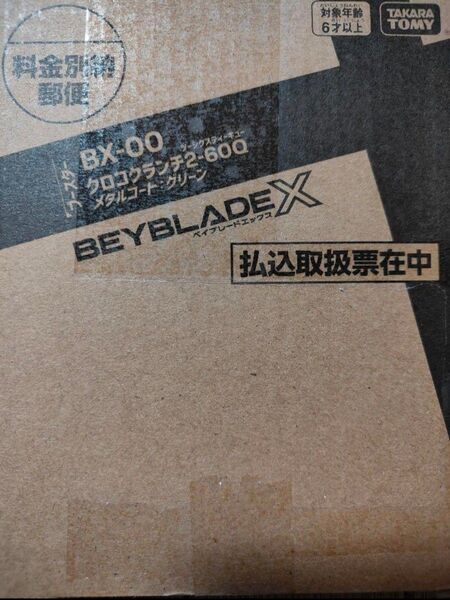 対象年齢
6才以上
TAKARA
TOMY
料金別納
郵便
ブースター
BX-00
クロコクランチ2-60Q
メタルコート：グリーン
BEYBLADE X
ベイブレードエックス
払込取扱票在中